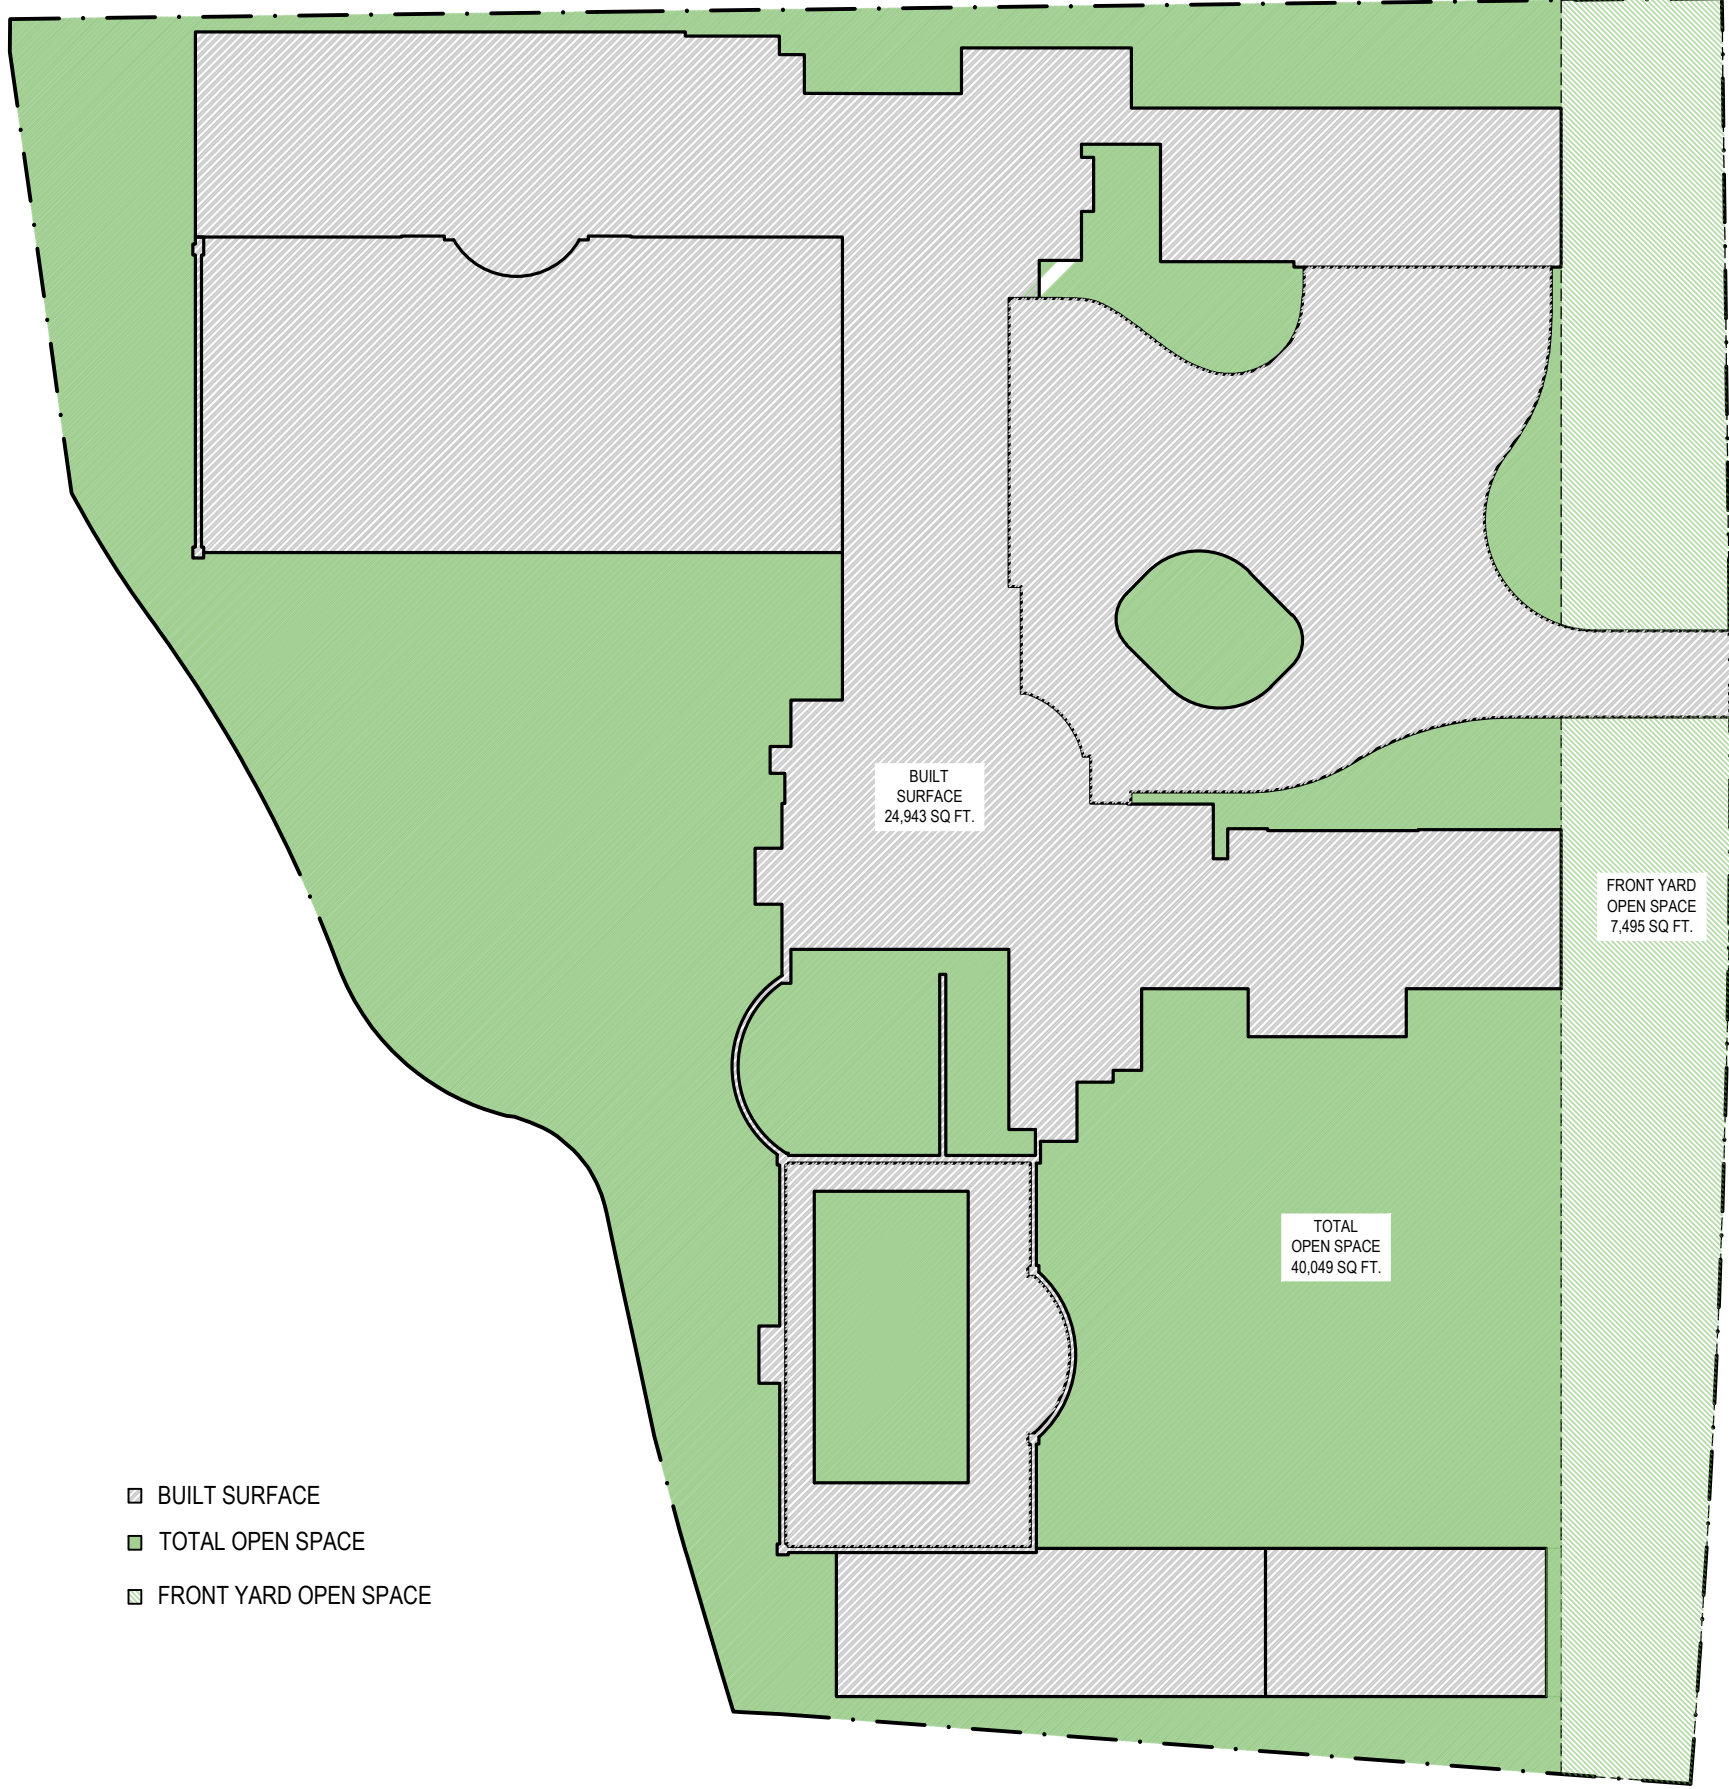 BUILT
SURFACE
24,943 SQ FT.
FRONT YARD
OPEN SPACE
7,495 SQ FT.
TOTAL
OPEN SPACE
40,049 SQ FT.
BUILT SURFACE
TOTAL OPEN SPACE
FRONT YARD OPEN SPACE